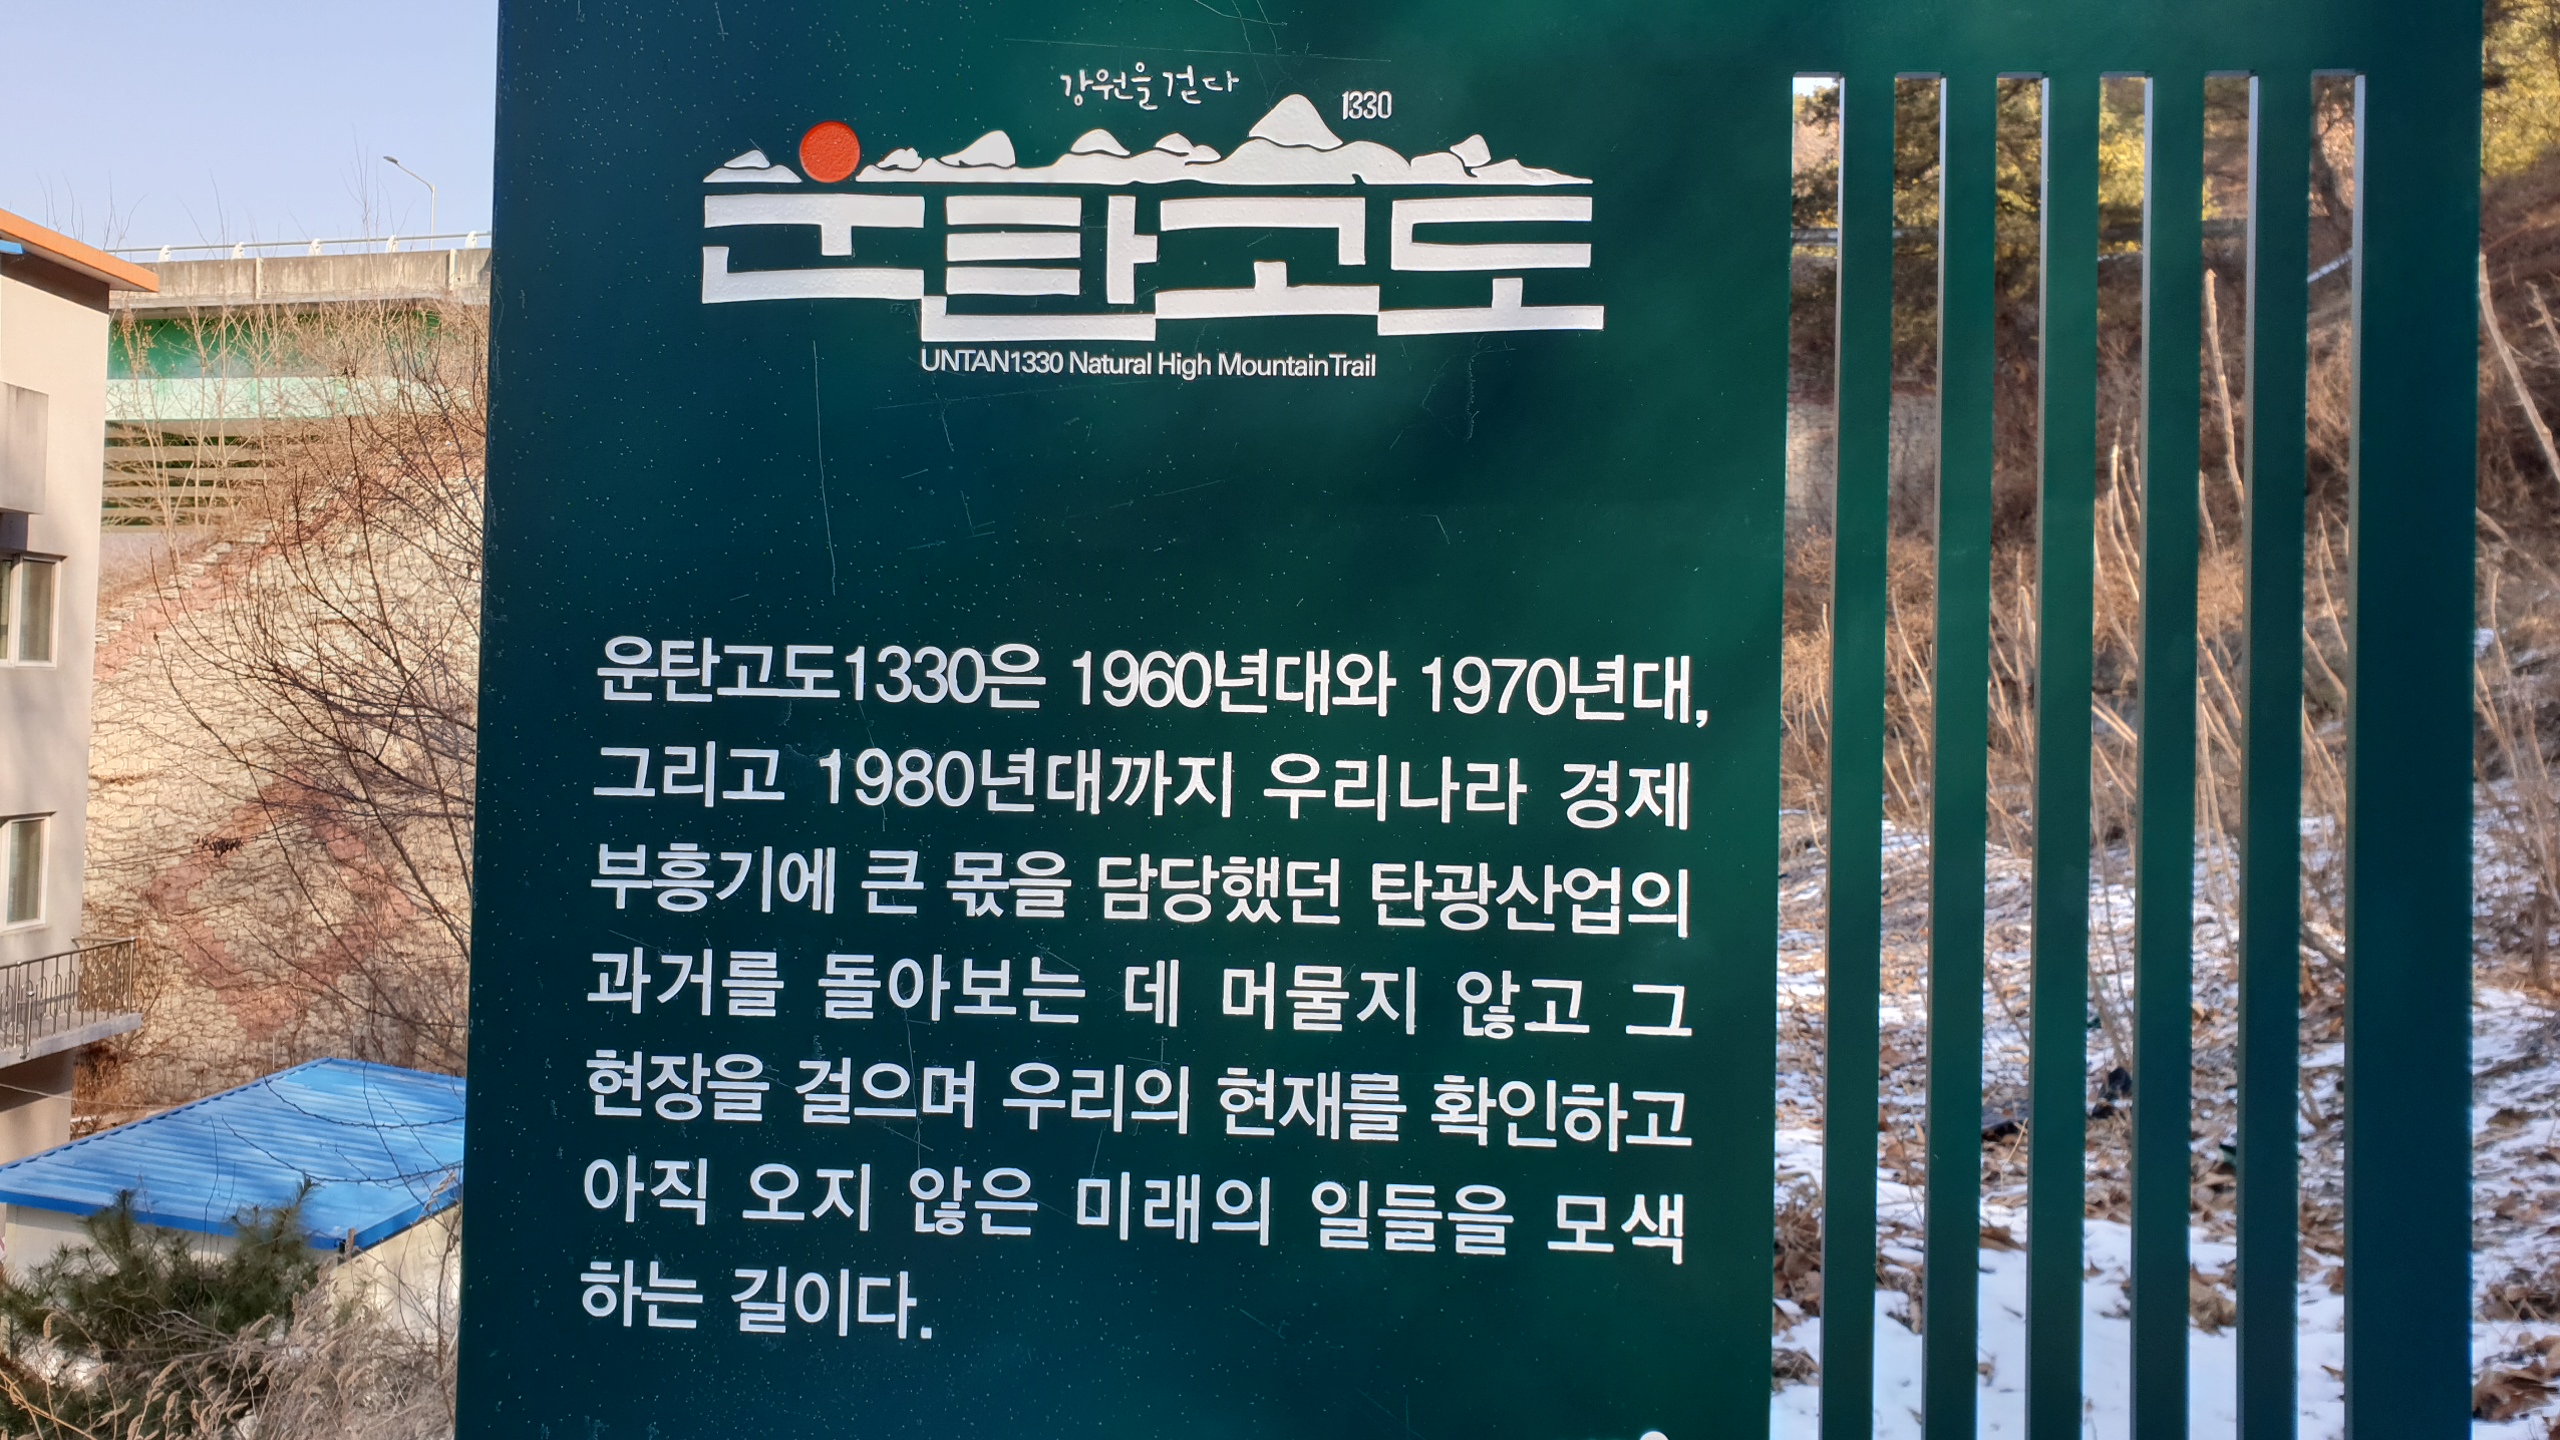 강원을 걷다
1330
운탄고도
UNTAN1330 Natural High Mountain Trail
운탄고도1330은 1960년대와 1970년대,
그리고 1980년대까지 우리나라 경제
부흥기에 큰 몫을 담당했던 탄광산업의
과거를 돌아보는 데 머물지 않고 그
현장을 걸으며 우리의 현재를 확인하고
아직 오지 않은 미래의 일들을 모색
하는 길이다.